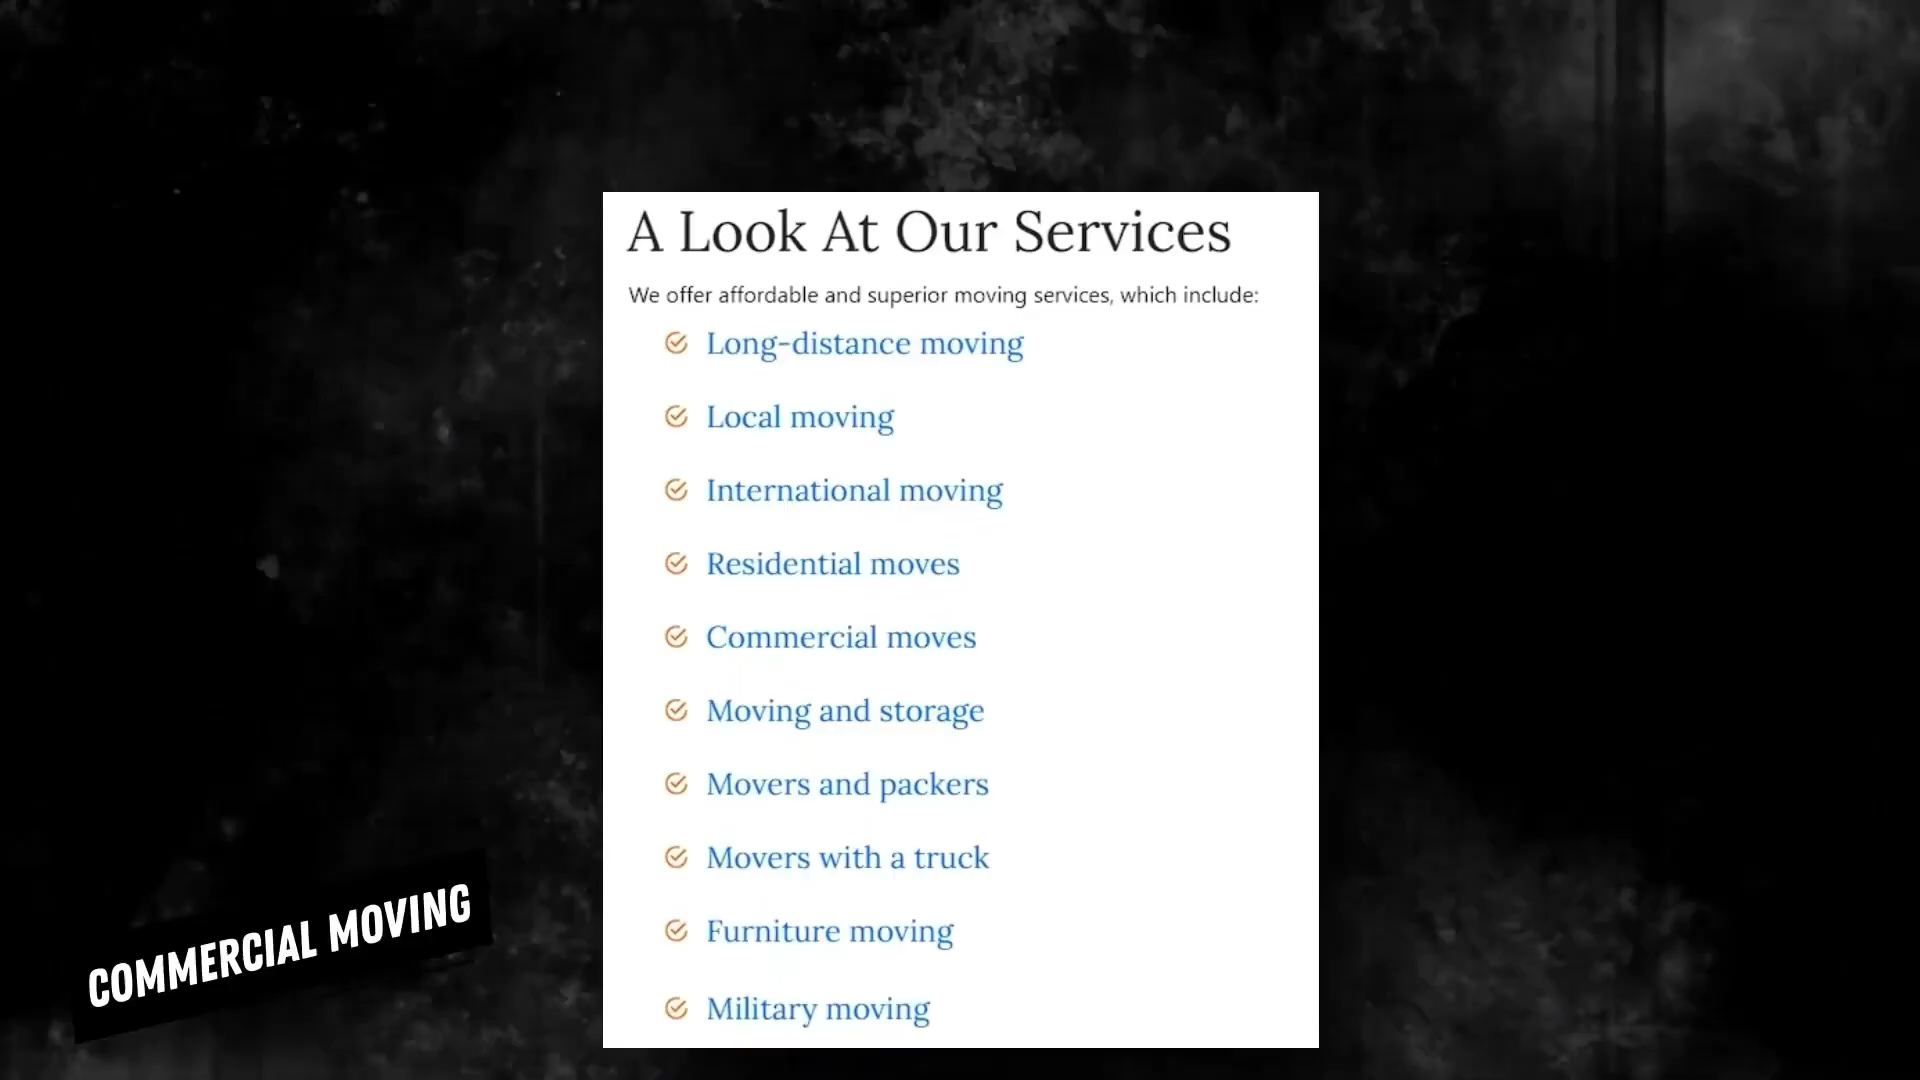 A Look At Our Services
We offer affordable and superior moving services, which include:
Long-distance moving
Local moving
International moving
Residential moves
Commercial moves
Moving and storage
Movers and packers
Movers with a truck
Furniture moving
Military moving
COMMERCIAL MOVING